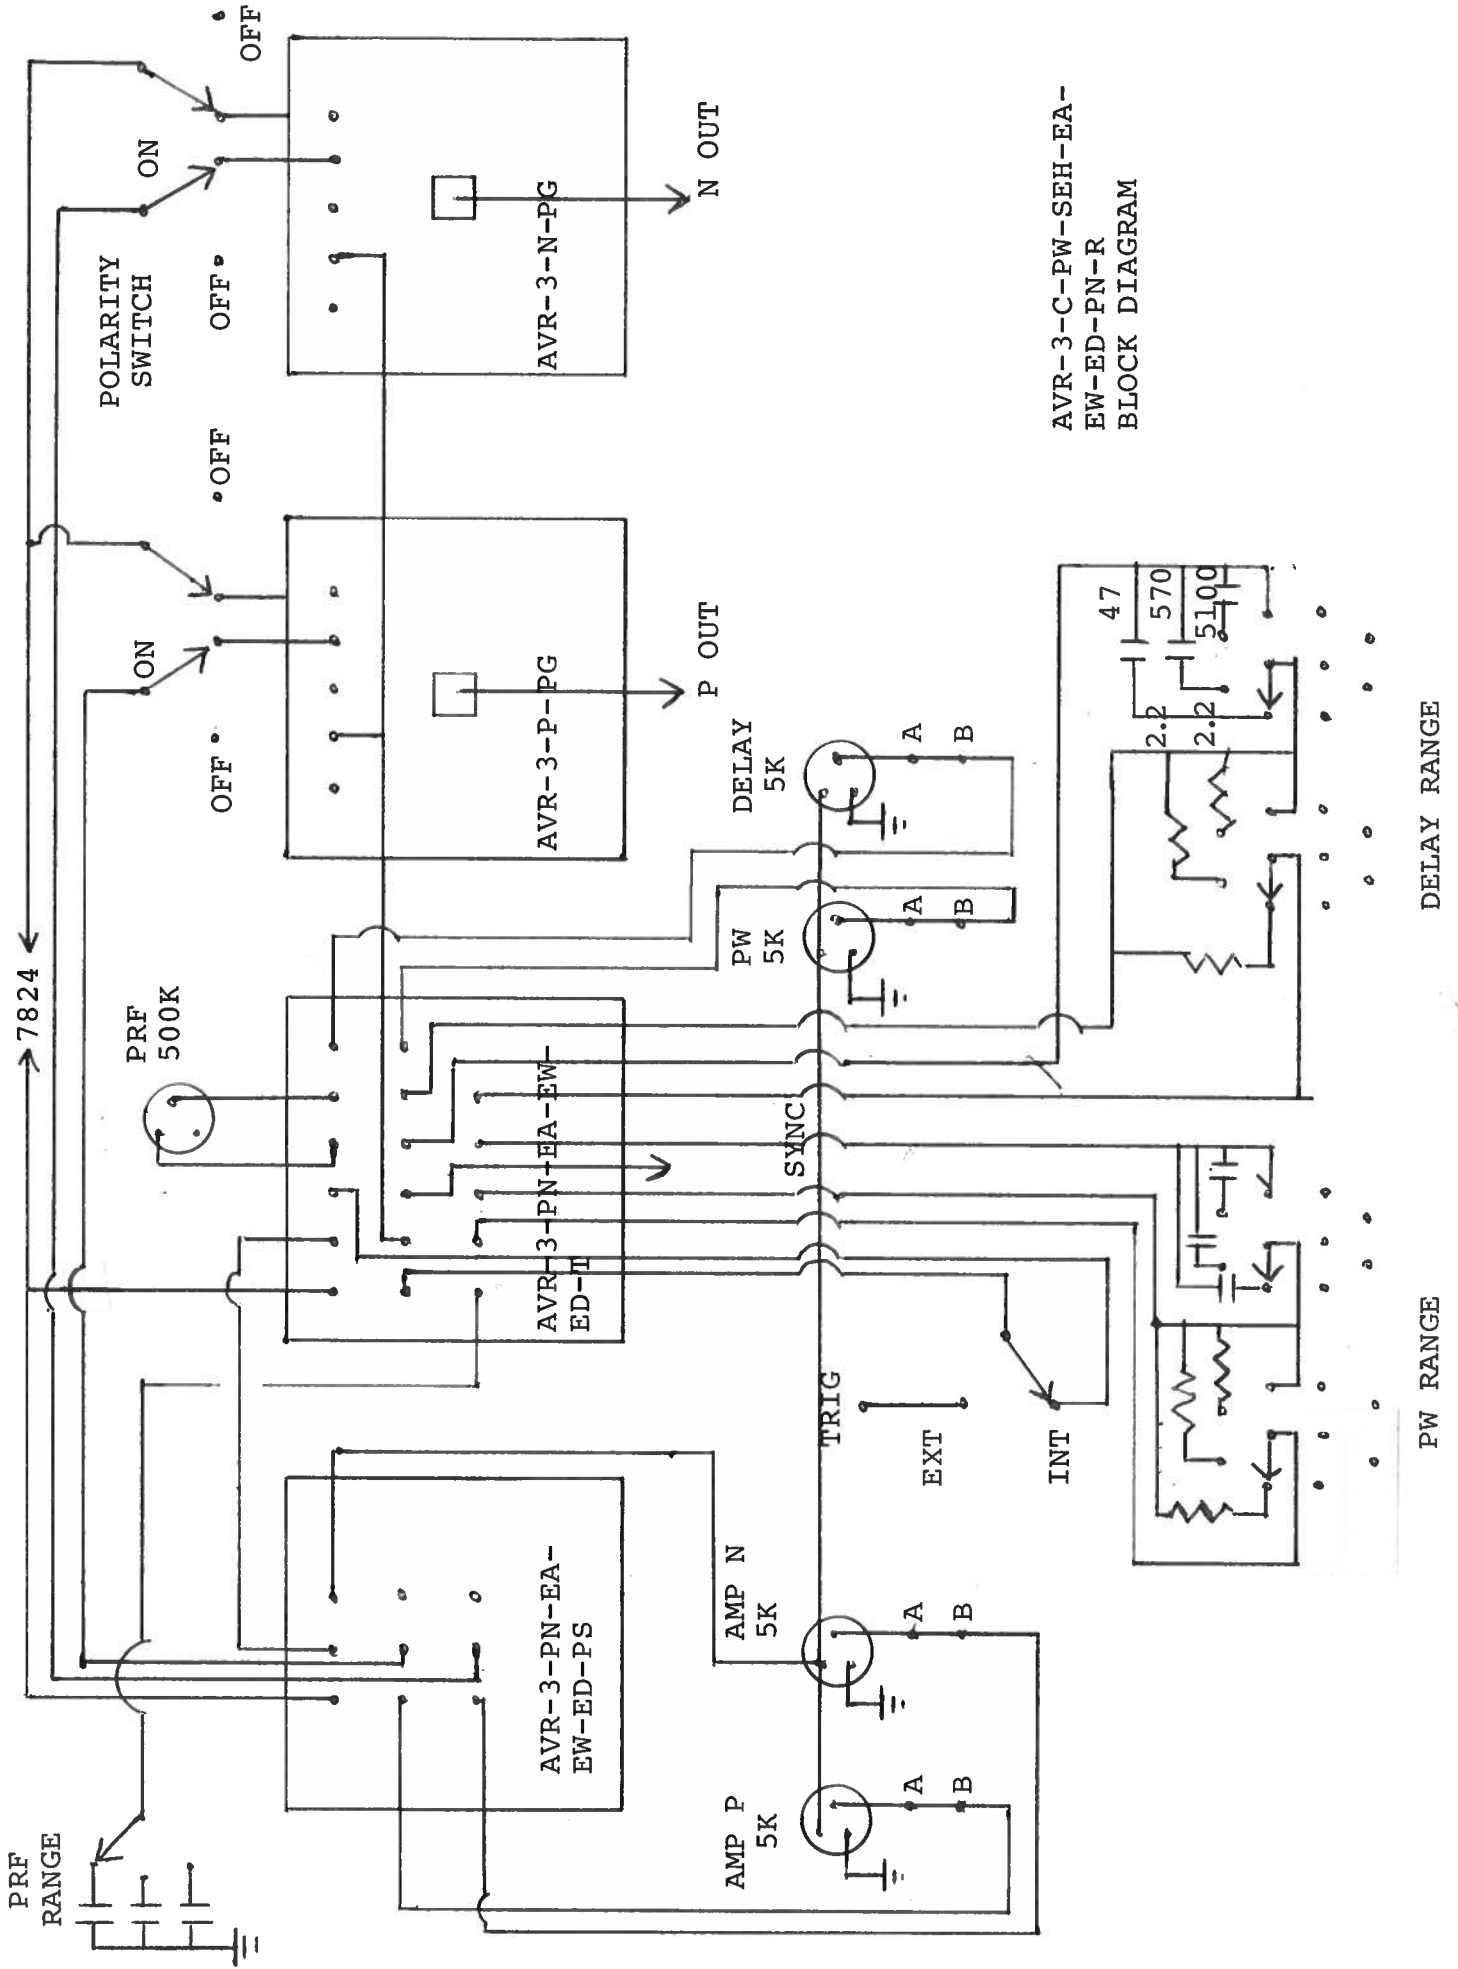 PRF
RANGE
7824
PRF
500K
POLARITY
SWITCH
OFF
ON
OFF
OFF
ON
OFF
AVR-3-PN-EA-
EW-ED-PS
AVR-3-PN-EA-EW-
ED-T
AVR-3-P-PG
AVR-3-N-PG
P OUT
N OUT
AMP P
5K
A
B
AMP N
5K
A
B
TRIG
EXT
INT
SYNC
PW
5K
A
B
DELAY
5K
A
B
47
570
5100
2.2
2.2
PW RANGE
DELAY RANGE
AVR-3-C-PW-SEH-EA-
EW-ED-PN-R
BLOCK DIAGRAM